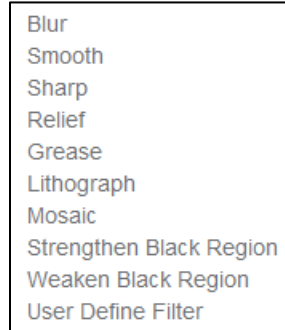 Blur
Smooth
Sharp
Relief
Grease
Lithograph
Mosaic
Strengthen Black Region
Weaken Black Region
User Define Filter